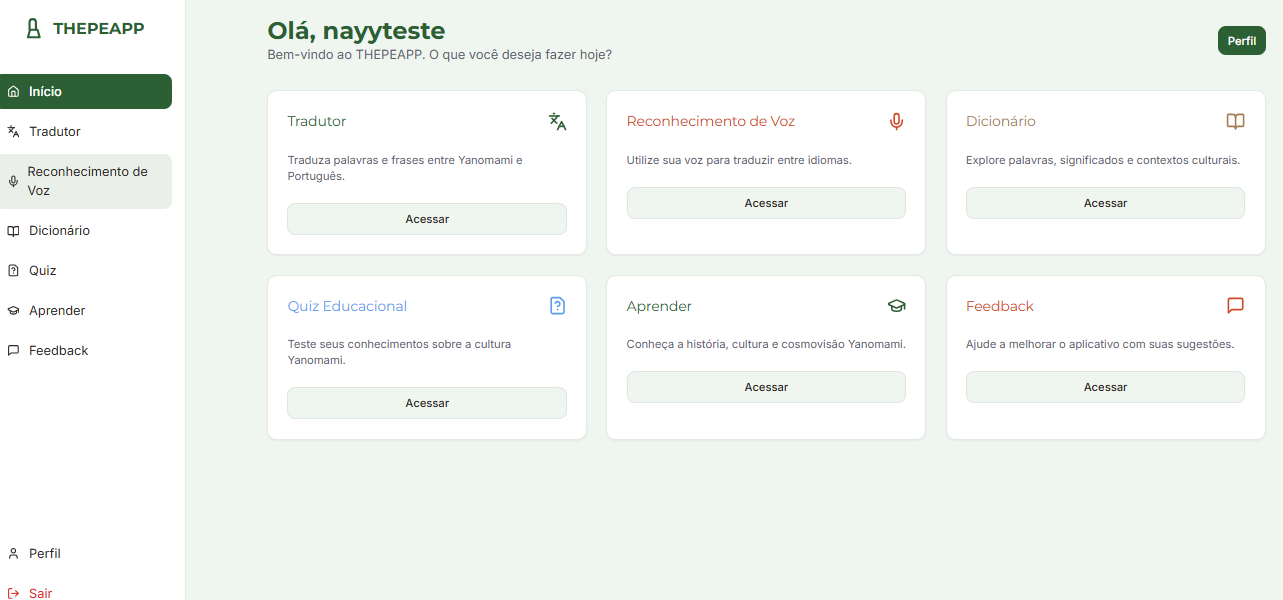 THEPEAPP
Início
Tradutor
Reconhecimento de
Voz
Dicionário
Quiz
Aprender
Feedback
Perfil
Sair
Olá, nayyteste
Bem-vindo ao THEPEAPP. O que você deseja fazer hoje?
Perfil
Tradutor
Traduza palavras e frases entre Yanomami e
Português.
Acessar
Reconhecimento de Voz
Utilize sua voz para traduzir entre idiomas.
Acessar
Dicionário
Explore palavras, significados e contextos culturais.
Acessar
Quiz Educacional
Teste seus conhecimentos sobre a cultura
Yanomami.
Acessar
Aprender
Conheça a história, cultura e cosmovisão Yanomami.
Acessar
Feedback
Ajude a melhorar o aplicativo com suas sugestões.
Acessar